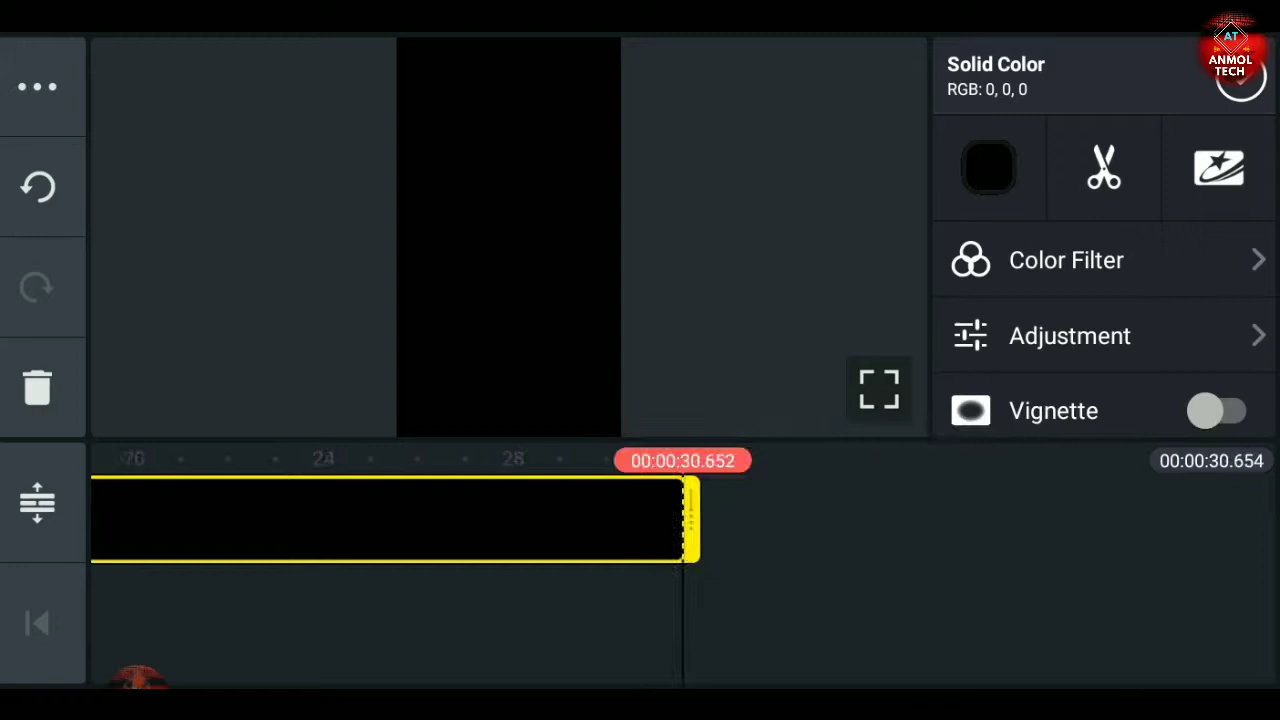 AT
ANMOL
TECH
Solid Color
RGB: 0, 0, 0
Color Filter
Adjustment
Vignette
24
28
00:00:30.652
00:00:30.654